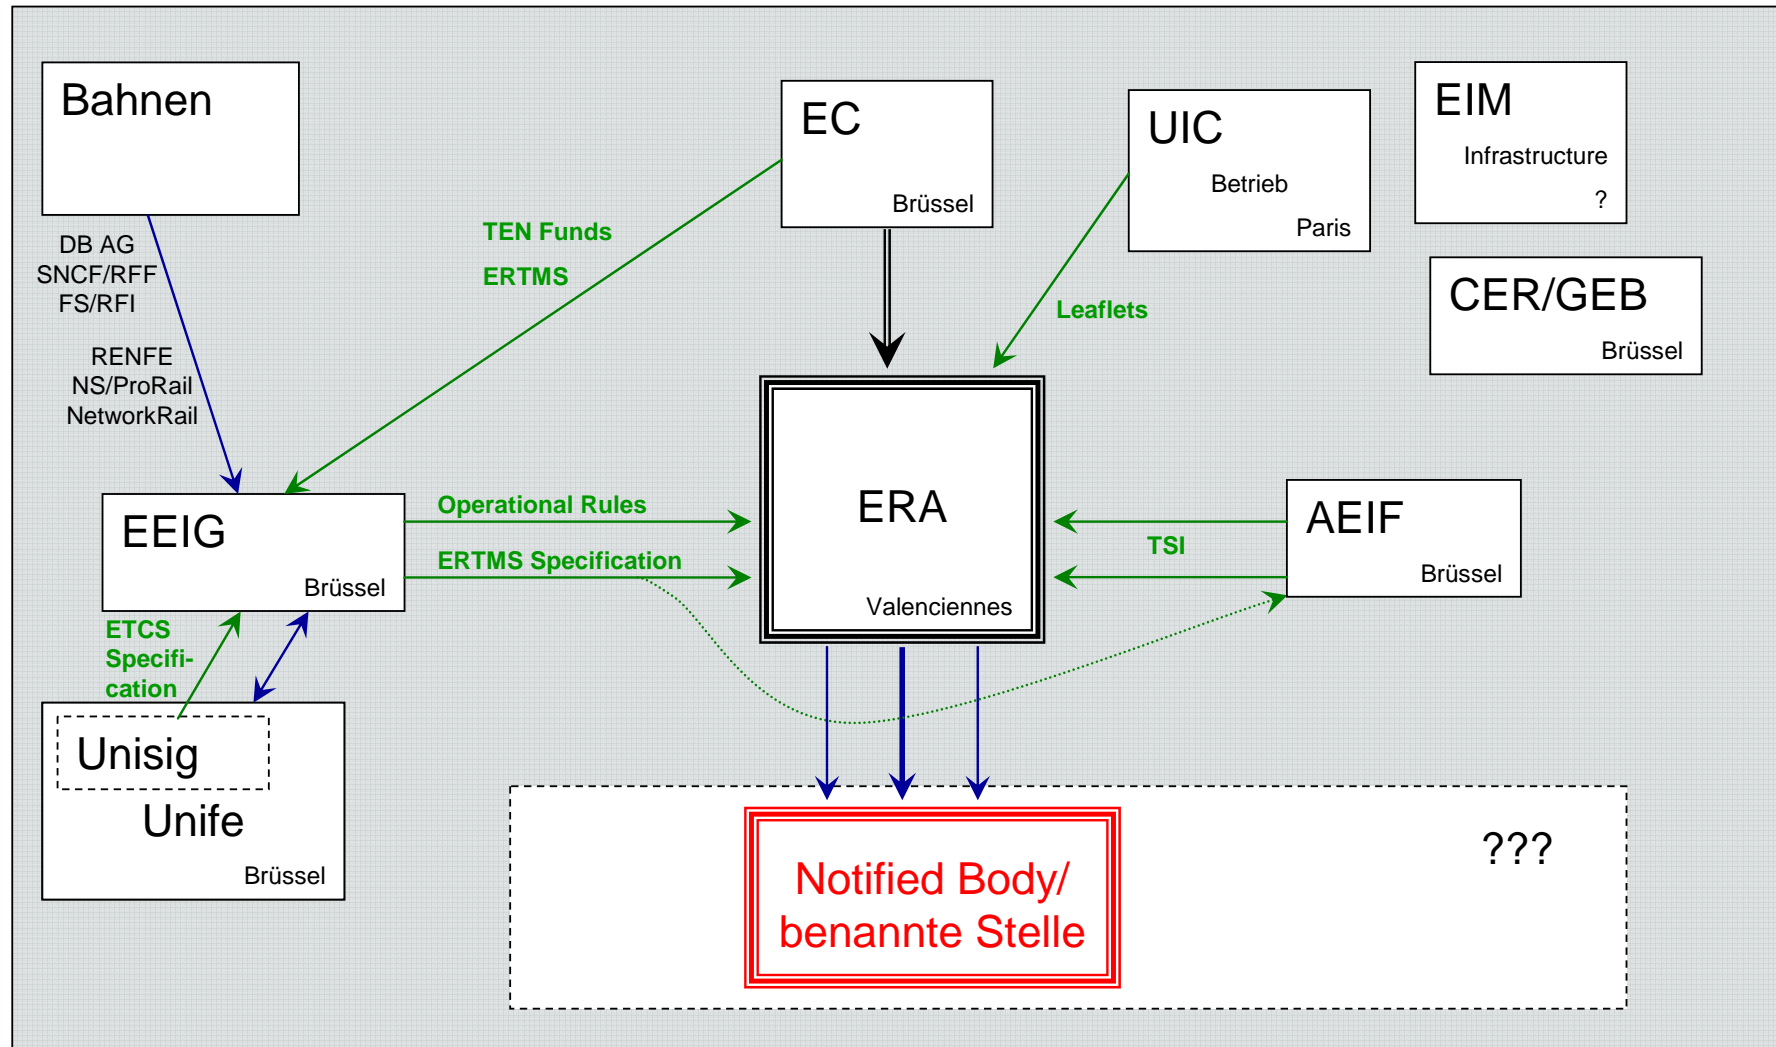 Bahnen
EC
Brüssel
UIC
Betrieb
Paris
EIM
Infrastructure
?
DB AG
SNCF/RFF
FS/RFI
RENFE
NS/ProRail
NetworkRail
TEN Funds
ERTMS
Leaflets
CER/GEB
Brüssel
EEIG
Brüssel
Operational Rules
ERTMS Specification
ERA
Valenciennes
TSI
AEIF
Brüssel
ETCS
Specifi-
cation
Unisig
Unife
Brüssel
Notified Body/
benannte Stelle
???